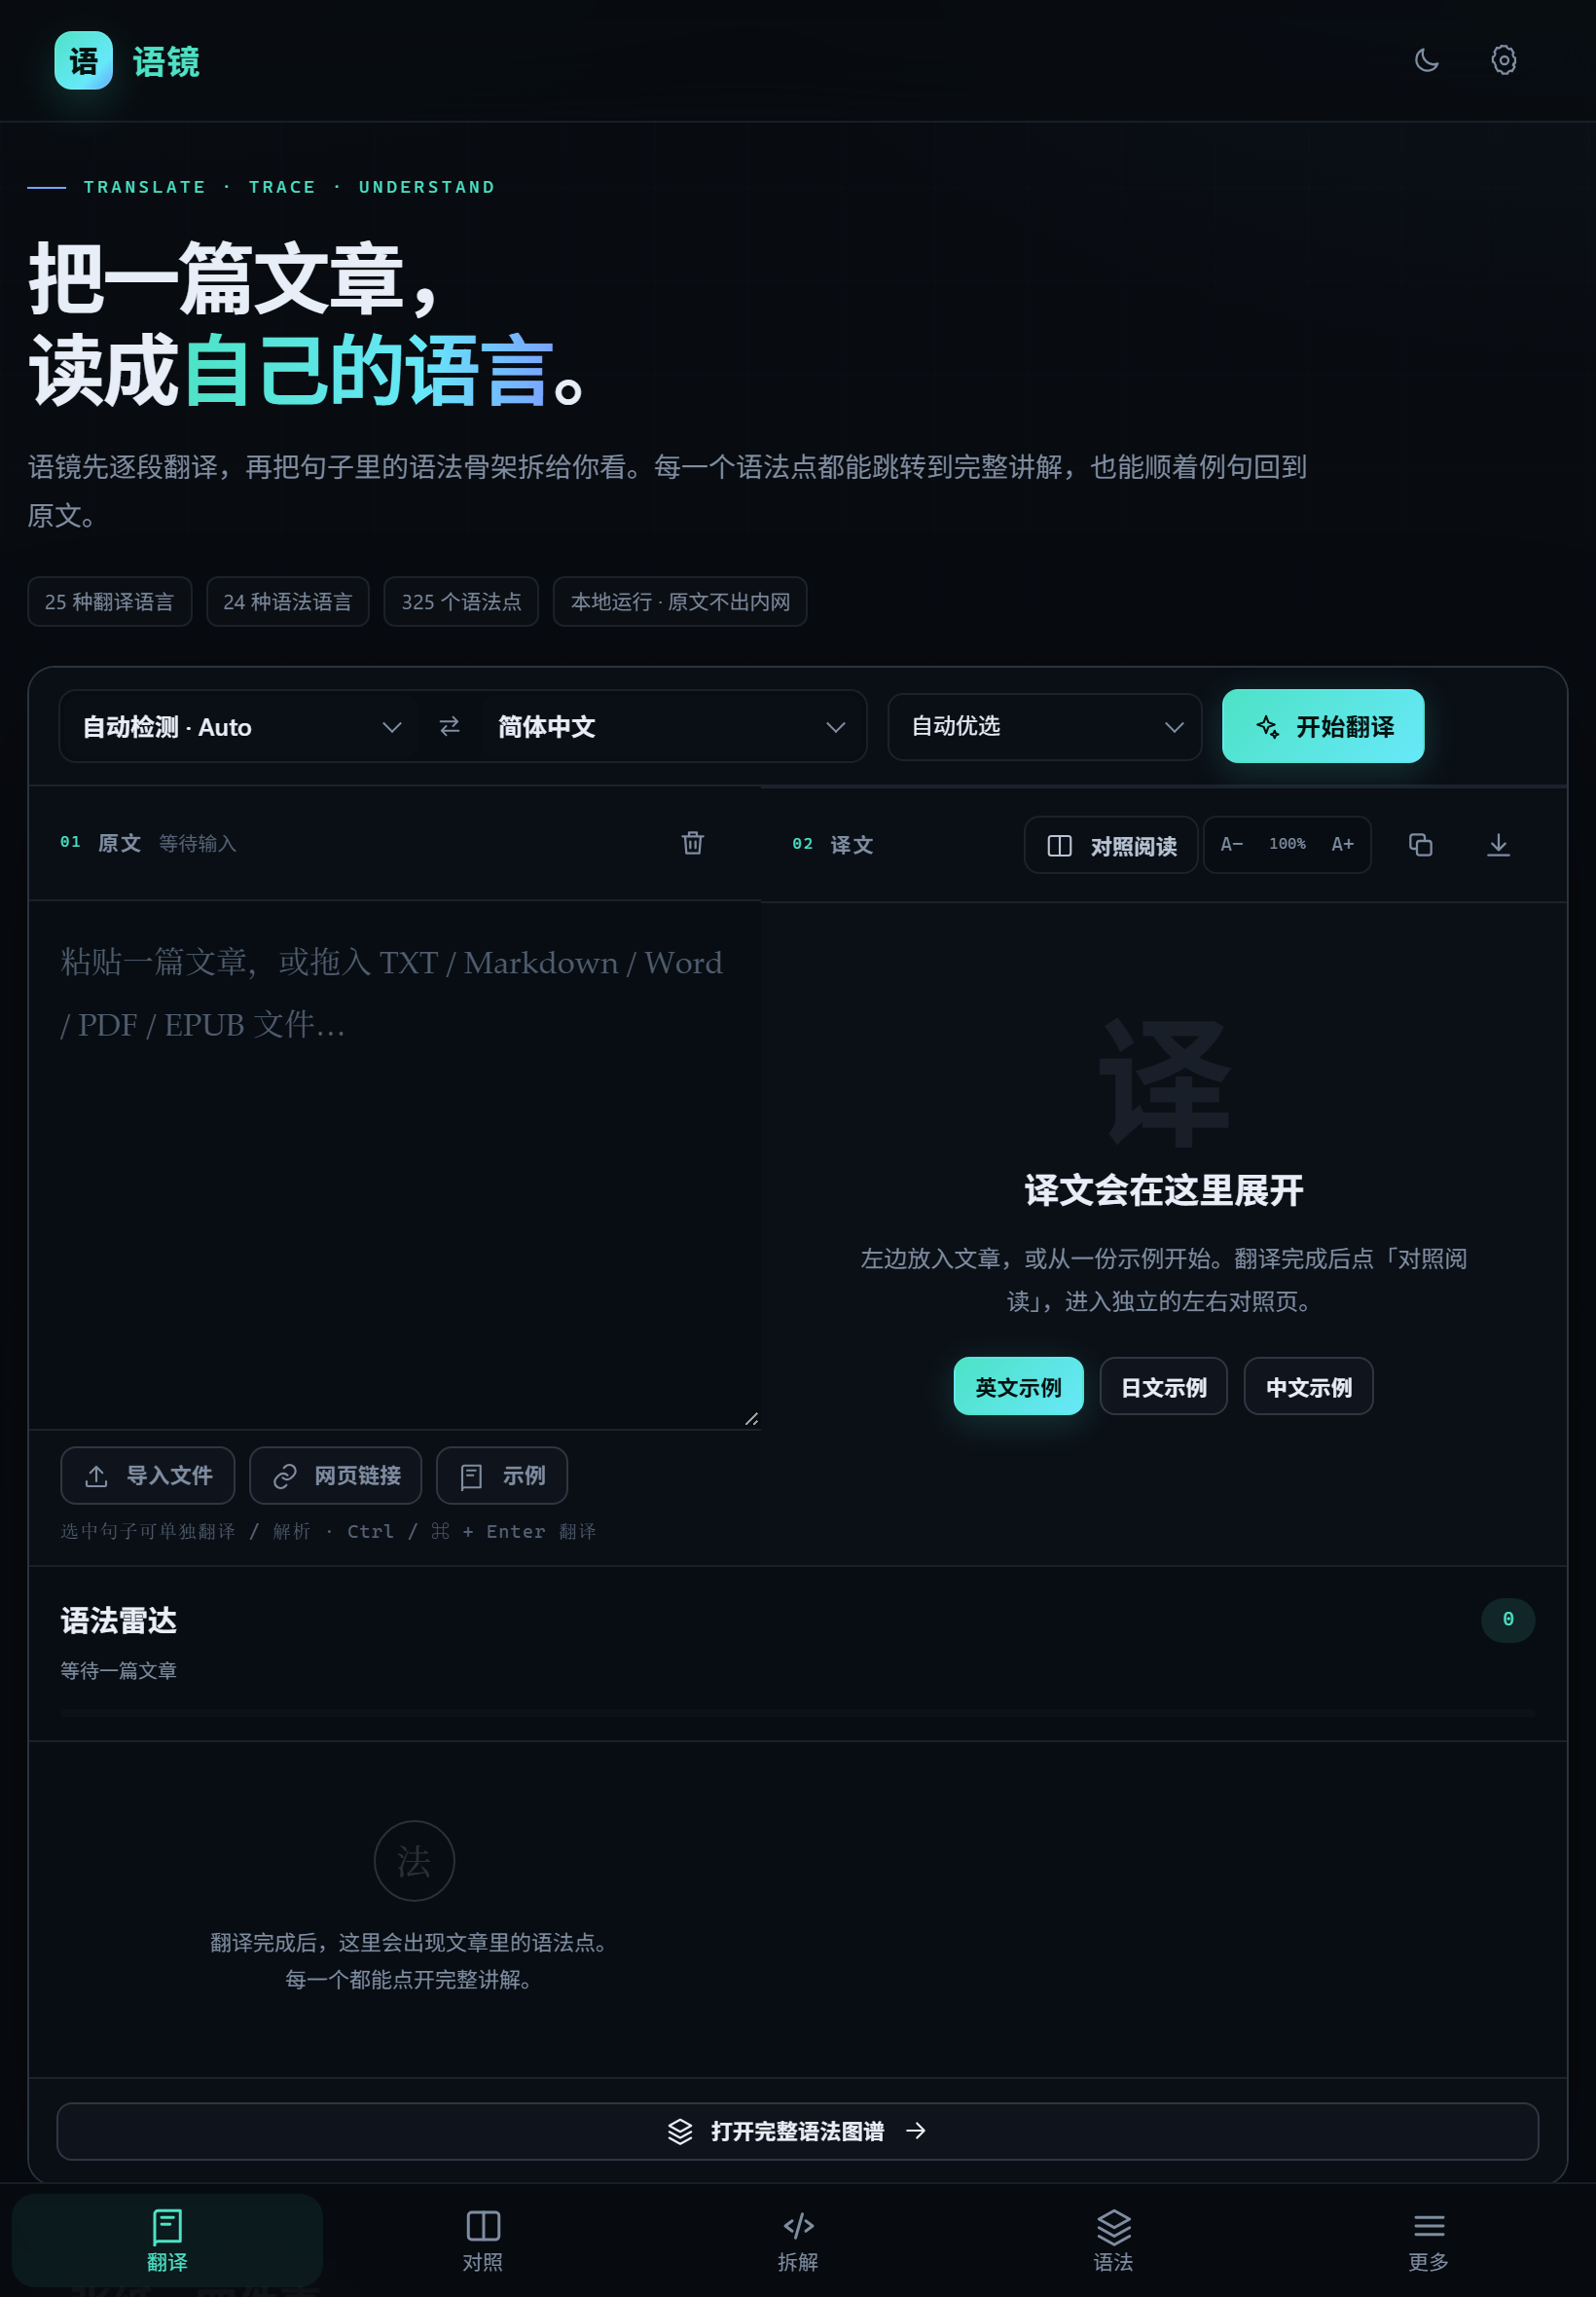 语 语镜
TRANSLATE · TRACE · UNDERSTAND
把一篇文章，
读成自己的语言。
语镜先逐段翻译，再把句子里的语法骨架拆给你看。每一个语法点都能跳转到完整讲解，也能顺着例句回到
原文。
25 种翻译语言 24 种语法语言 325 个语法点 本地运行 · 原文不出内网
自动检测 · Auto 简体中文 自动优选 开始翻译
01 原文 等待输入
02 译文 对照阅读 A− 100% A+
粘贴一篇文章，或拖入 TXT / Markdown / Word
/ PDF / EPUB 文件…
译
译文会在这里展开
左边放入文章，或从一份示例开始。翻译完成后点「对照阅
读」，进入独立的左右对照页。
英文示例 日文示例 中文示例
导入文件 网页链接 示例
选中句子可单独翻译 / 解析 · Ctrl / ⌘ + Enter 翻译
语法雷达 0
等待一篇文章
法
翻译完成后，这里会出现文章里的语法点。
每一个都能点开完整讲解。
打开完整语法图谱 →
翻译 对照 拆解 语法 更多